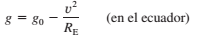 g = g₀ − v²/R_E (en el ecuador)